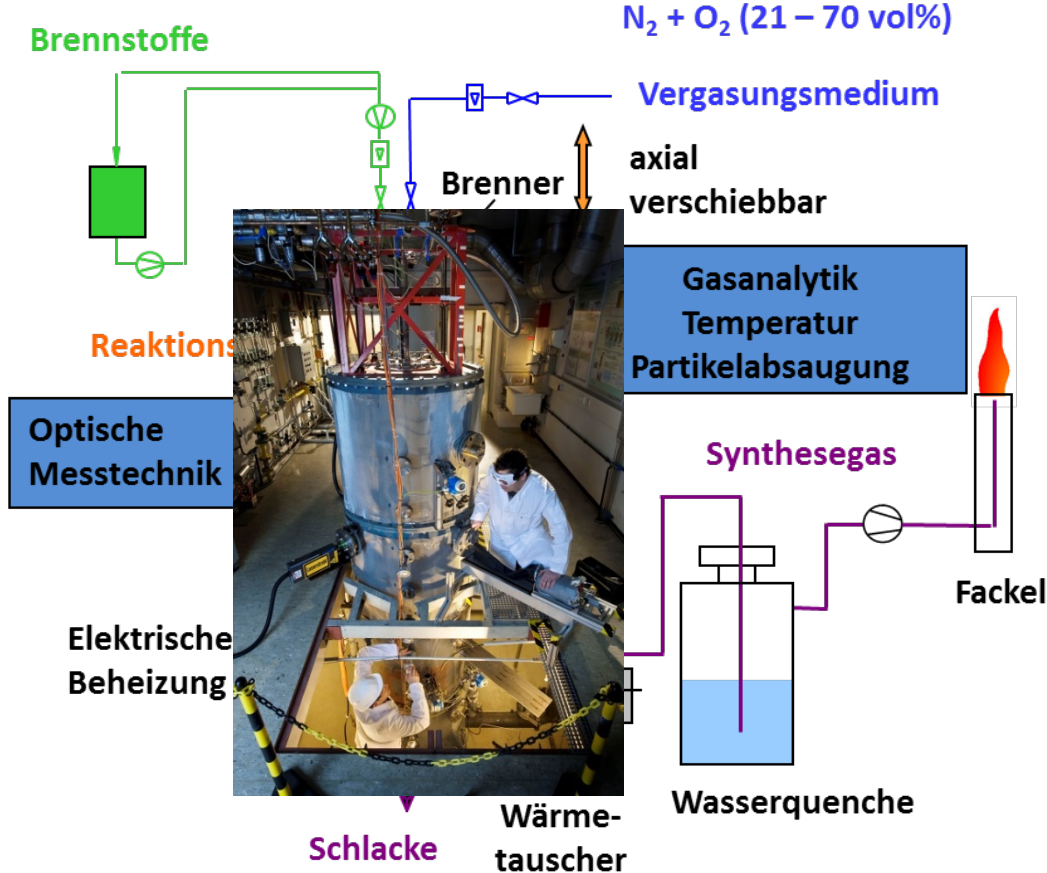 N₂ + O₂ (21 – 70 vol%)
Brennstoffe
Vergasungsmedium
axial
verschiebbar
Brenner
Gasanalytik
Temperatur
Partikelabsaugung
Reaktions
Optische
Messtechnik
Synthesegas
Fackel
Elektrische
Beheizung
Wasserquenche
Wärme-
tauscher
Schlacke